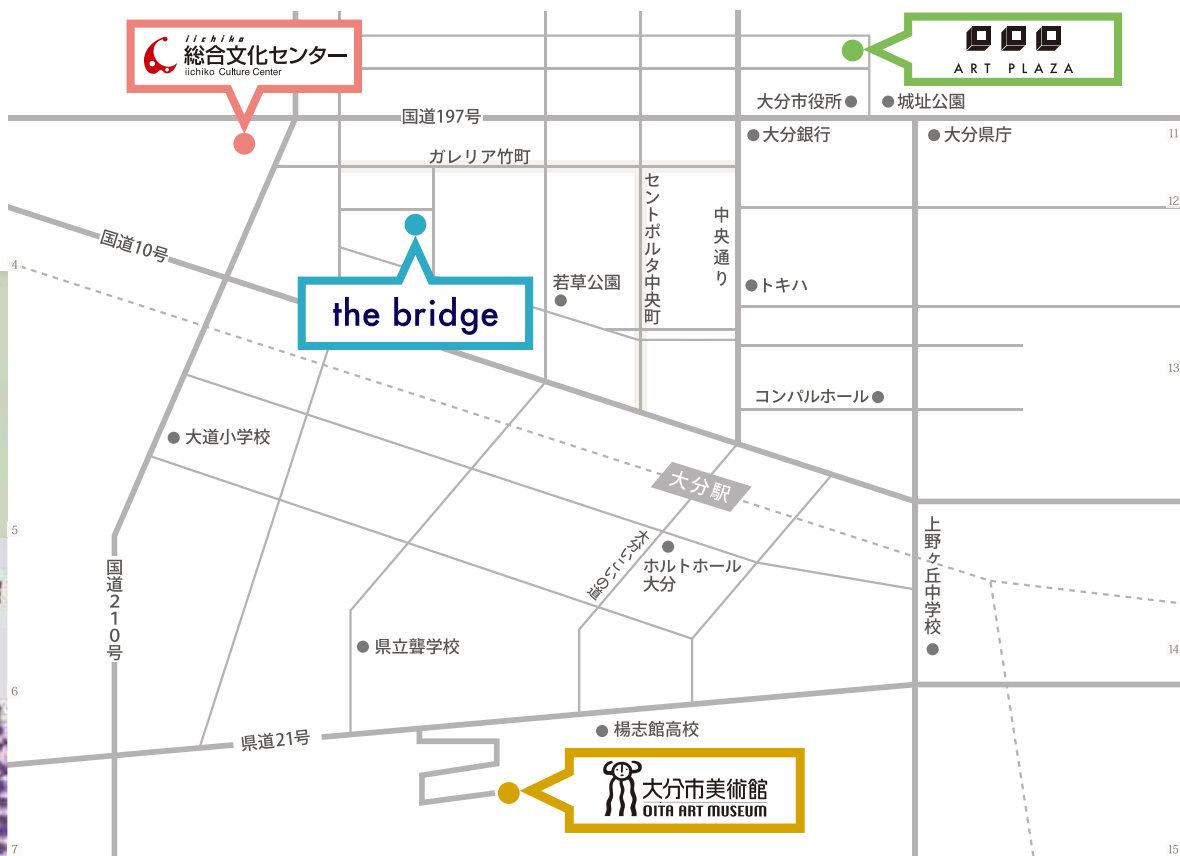 iichiko
総合文化センター
iichiko Culture Center
ART PLAZA
大分市役所
城址公園
国道197号
大分銀行
大分県庁
11
ガレリア竹町
セントポルタ中央町
中央通り
12
国道10号
4
the bridge
若草公園
トキハ
13
コンパルホール
大道小学校
大分駅
5
上野ヶ丘中学校
大分いこいの道
ホルトホール
大分
国道210号
県立聾学校
14
6
県道21号
楊志館高校
大分市美術館
OITA ART MUSEUM
7
15